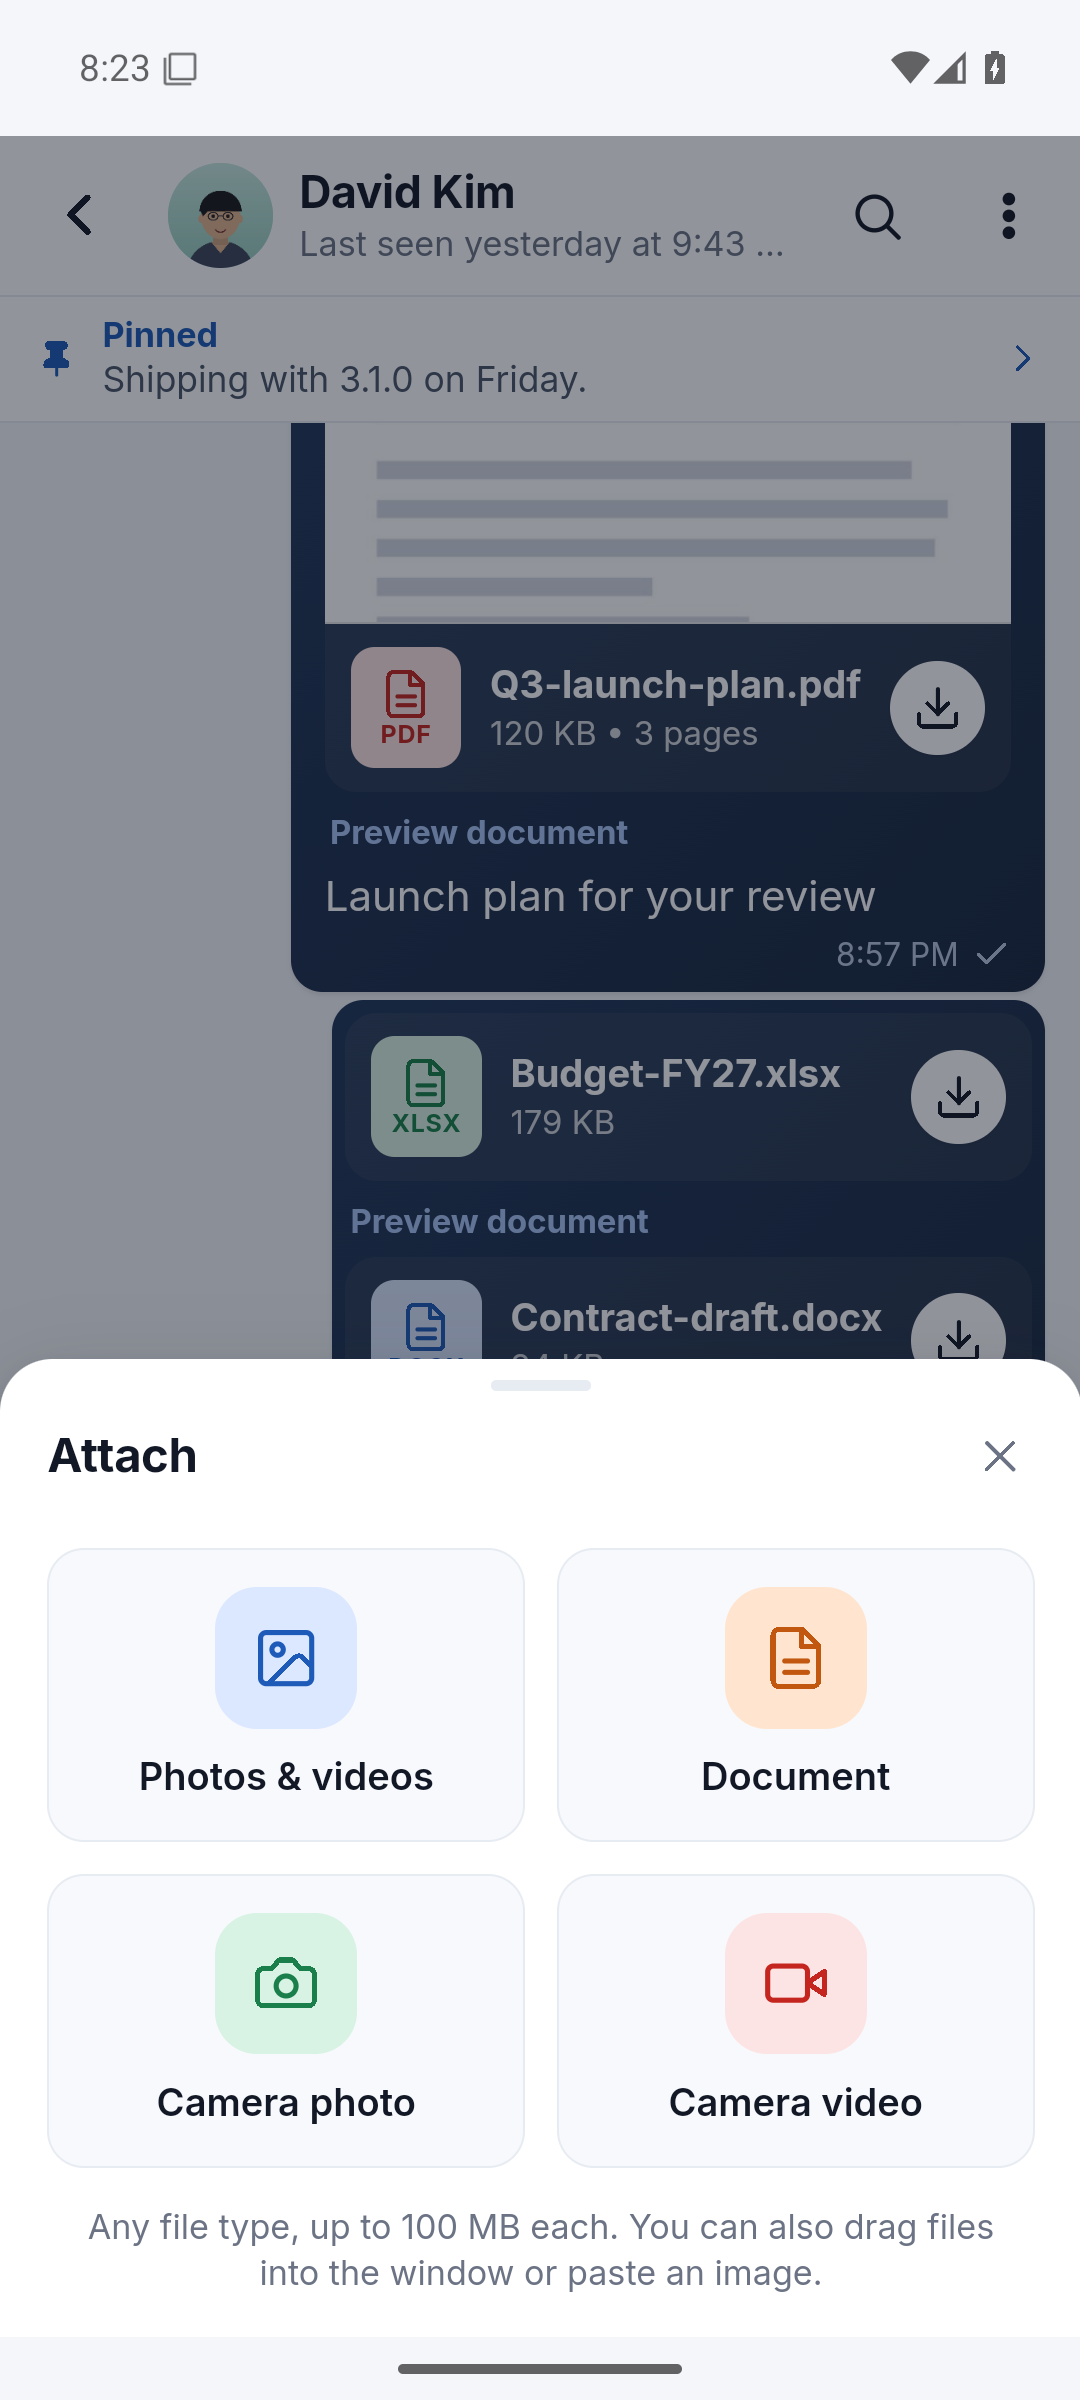 8:23
David Kim
Last seen yesterday at 9:43 ...
Pinned
Shipping with 3.1.0 on Friday.
Q3-launch-plan.pdf
PDF
120 KB • 3 pages
Preview document
Launch plan for your review
8:57 PM
Budget-FY27.xlsx
XLSX
179 KB
Preview document
Contract-draft.docx
Attach
Photos & videos
Document
Camera photo
Camera video
Any file type, up to 100 MB each. You can also drag files
into the window or paste an image.